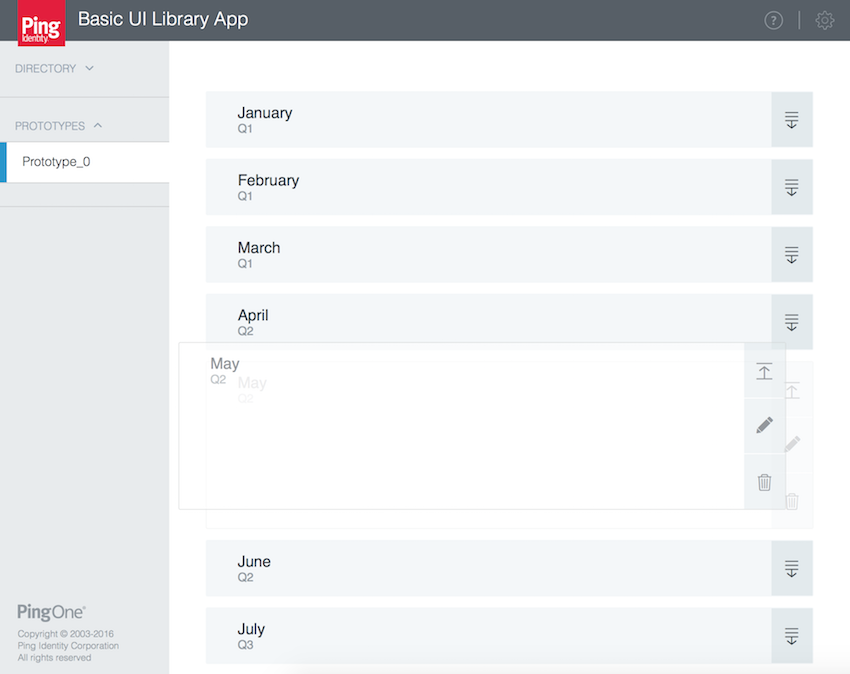 Ping
Identity
Basic UI Library App
?
DIRECTORY
PROTOTYPES
Prototype_0
January
Q1
February
Q1
March
Q1
April
Q2
May
Q2
May
Q2
June
Q2
July
Q3
PingOne®
Copyright © 2003-2016
Ping Identity Corporation
All rights reserved